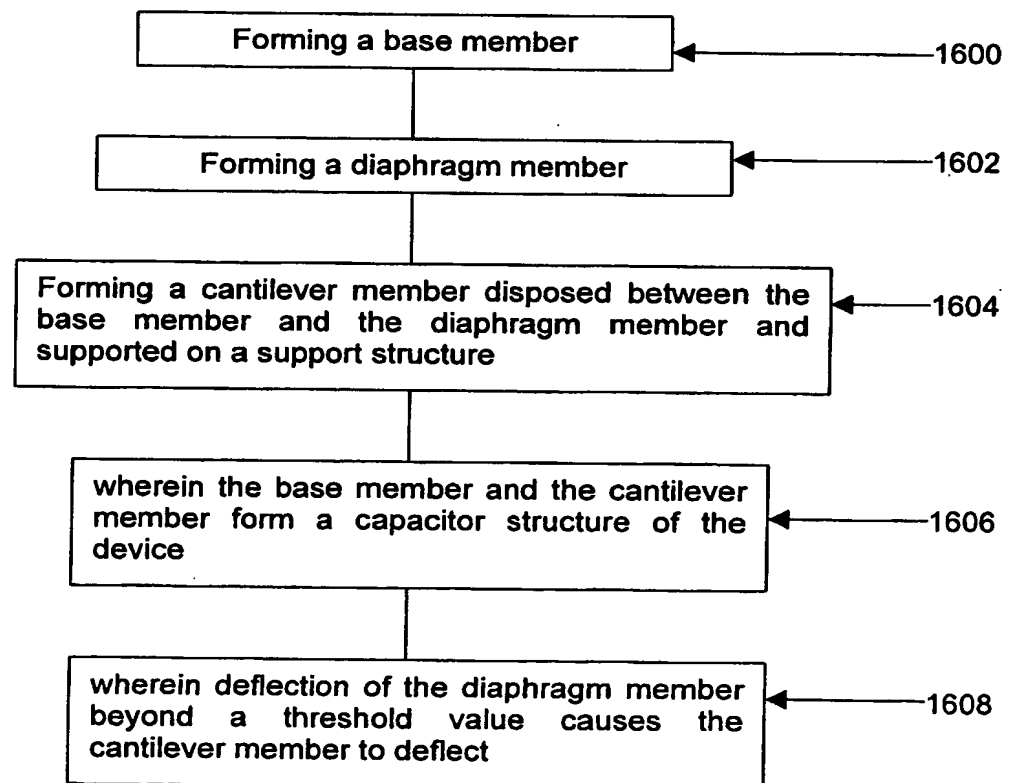 Forming a base member
1600
Forming a diaphragm member
1602
Forming a cantilever member disposed between the
base member and the diaphragm member and
supported on a support structure
1604
wherein the base member and the cantilever
member form a capacitor structure of the
device
1606
wherein deflection of the diaphragm member
beyond a threshold value causes the
cantilever member to deflect
1608